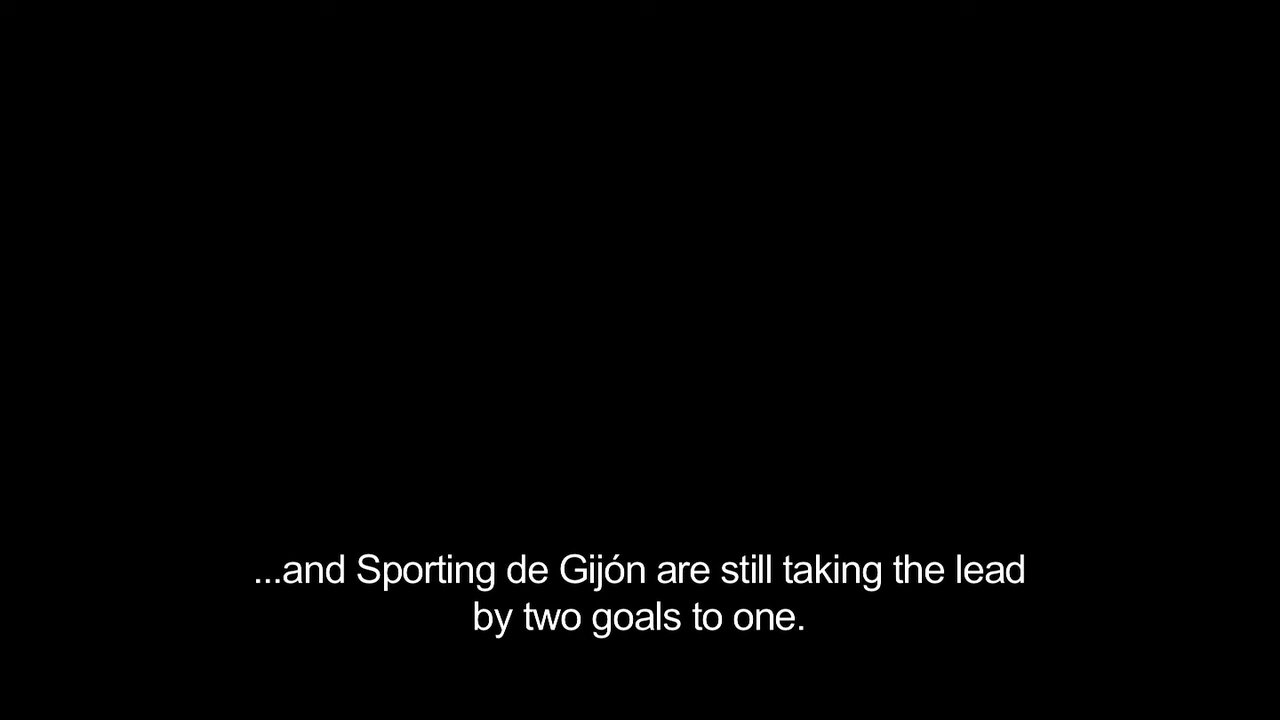 ...and Sporting de Gijón are still taking the lead
by two goals to one.